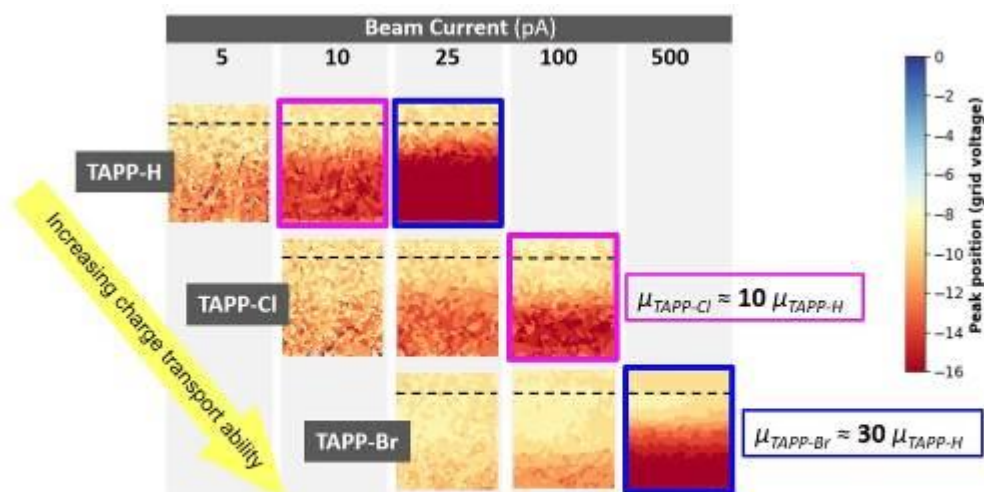 Beam Current (pA)
5 10 25 100 500
TAPP-H
TAPP-Cl
TAPP-Br
Increasing charge transport ability
μTAPP-Cl ≈ 10 μTAPP-H
μTAPP-Br ≈ 30 μTAPP-H
0
−2
−4
−6
−8
−10
−12
−14
−16
Peak position (grid voltage)